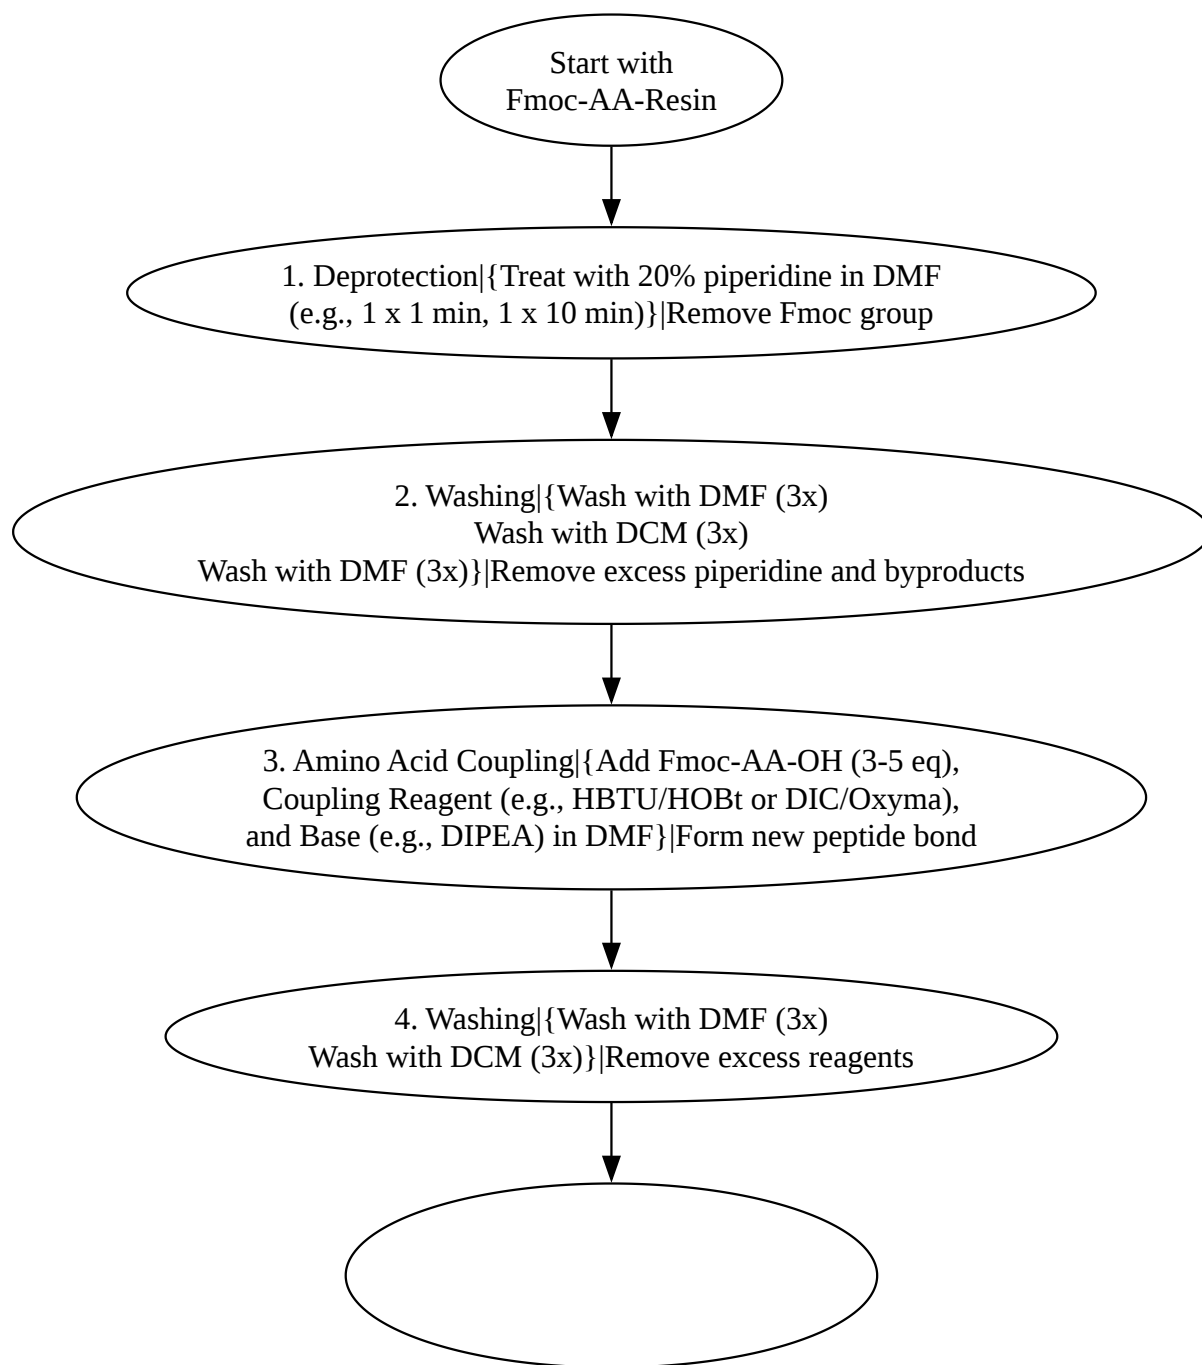 Start with
Fmoc-AA-Resin
1. Deprotection|{Treat with 20% piperidine in DMF
(e.g., 1 x 1 min, 1 x 10 min)}|Remove Fmoc group
2. Washing|{Wash with DMF (3x)
Wash with DCM (3x)
Wash with DMF (3x)}|Remove excess piperidine and byproducts
3. Amino Acid Coupling|{Add Fmoc-AA-OH (3-5 eq),
Coupling Reagent (e.g., HBTU/HOBt or DIC/Oxyma),
and Base (e.g., DIPEA) in DMF}|Form new peptide bond
4. Washing|{Wash with DMF (3x)
Wash with DCM (3x)}|Remove excess reagents